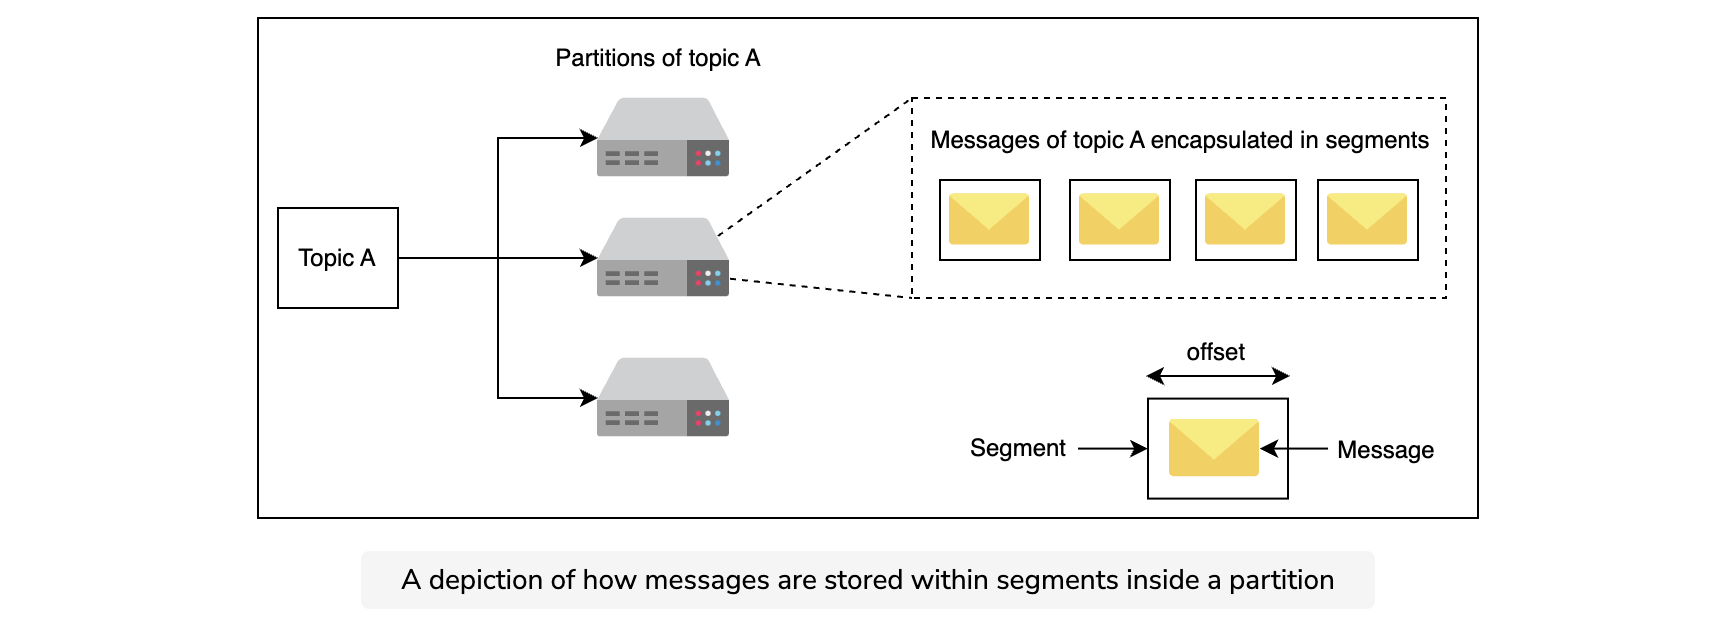 Partitions of topic A
Topic A
Messages of topic A encapsulated in segments
offset
Segment
Message
A depiction of how messages are stored within segments inside a partition